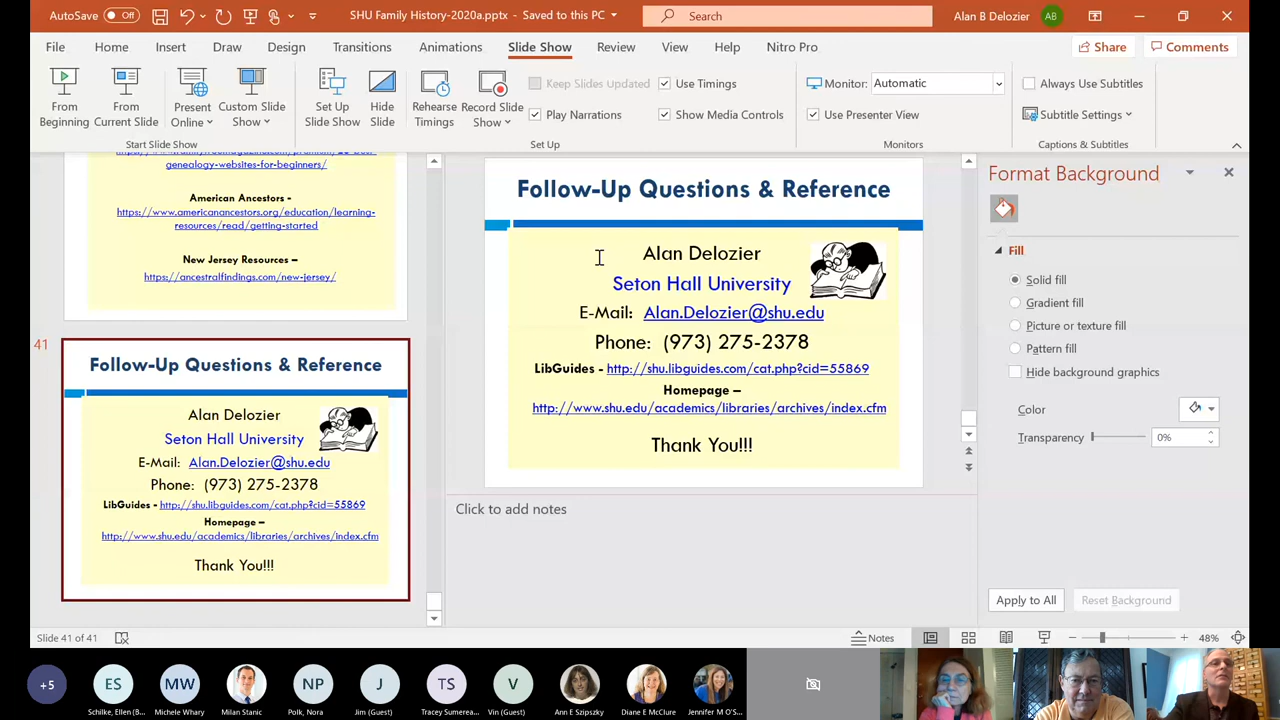 AutoSave Off
SHU Family History-2020a.pptx - Saved to this PC
Search
Alan B Delozier AB
File Home Insert Draw Design Transitions Animations Slide Show Review View Help Nitro Pro
Share Comments
From Beginning
From Current Slide
Present Online
Custom Slide Show
Start Slide Show
Set Up Slide Show
Hide Slide
Rehearse Timings
Record Slide Show
Keep Slides Updated
Play Narrations
Use Timings
Show Media Controls
Set Up
Monitor: Automatic
Use Presenter View
Monitors
Always Use Subtitles
Subtitle Settings
Captions & Subtitles
genealogy-websites-for-beginners/
American Ancestors -
https://www.americanancestors.org/education/learning-
resources/read/getting-started
New Jersey Resources –
https://ancestralfindings.com/new-jersey/
41
Follow-Up Questions & Reference
Alan Delozier
Seton Hall University
E-Mail: Alan.Delozier@shu.edu
Phone: (973) 275-2378
LibGuides - http://shu.libguides.com/cat.php?cid=55869
Homepage –
http://www.shu.edu/academics/libraries/archives/index.cfm
Thank You!!!
Follow-Up Questions & Reference
Alan Delozier
Seton Hall University
E-Mail: Alan.Delozier@shu.edu
Phone: (973) 275-2378
LibGuides - http://shu.libguides.com/cat.php?cid=55869
Homepage –
http://www.shu.edu/academics/libraries/archives/index.cfm
Thank You!!!
Click to add notes
Format Background
Fill
Solid fill
Gradient fill
Picture or texture fill
Pattern fill
Hide background graphics
Color
Transparency 0%
Apply to All
Reset Background
Slide 41 of 41
Notes
48%
+5
ES
MW
NP
J
TS
V
Schilke, Ellen (B...
Michele Whary
Milan Stanic
Polk, Nora
Jim (Guest)
Tracey Sumerea...
Vin (Guest)
Ann E Szipszky
Diane E McClure
Jennifer M O'S...